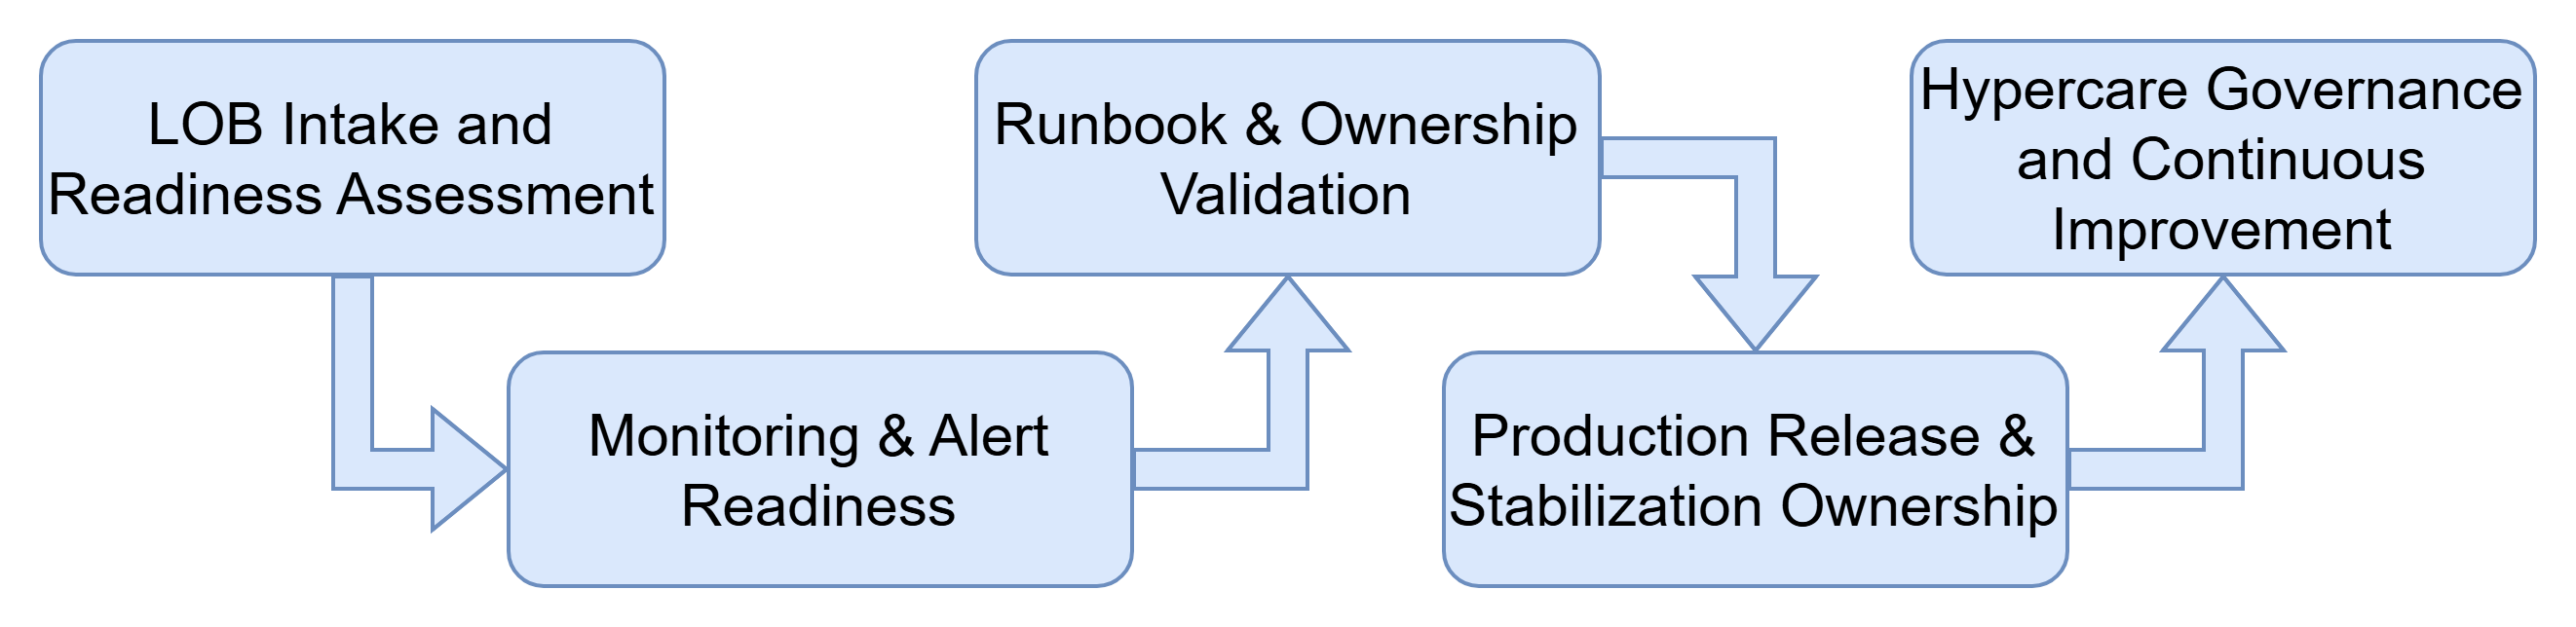 LOB Intake and
Readiness Assessment
Monitoring & Alert
Readiness
Runbook & Ownership
Validation
Production Release &
Stabilization Ownership
Hypercare Governance
and Continuous
Improvement